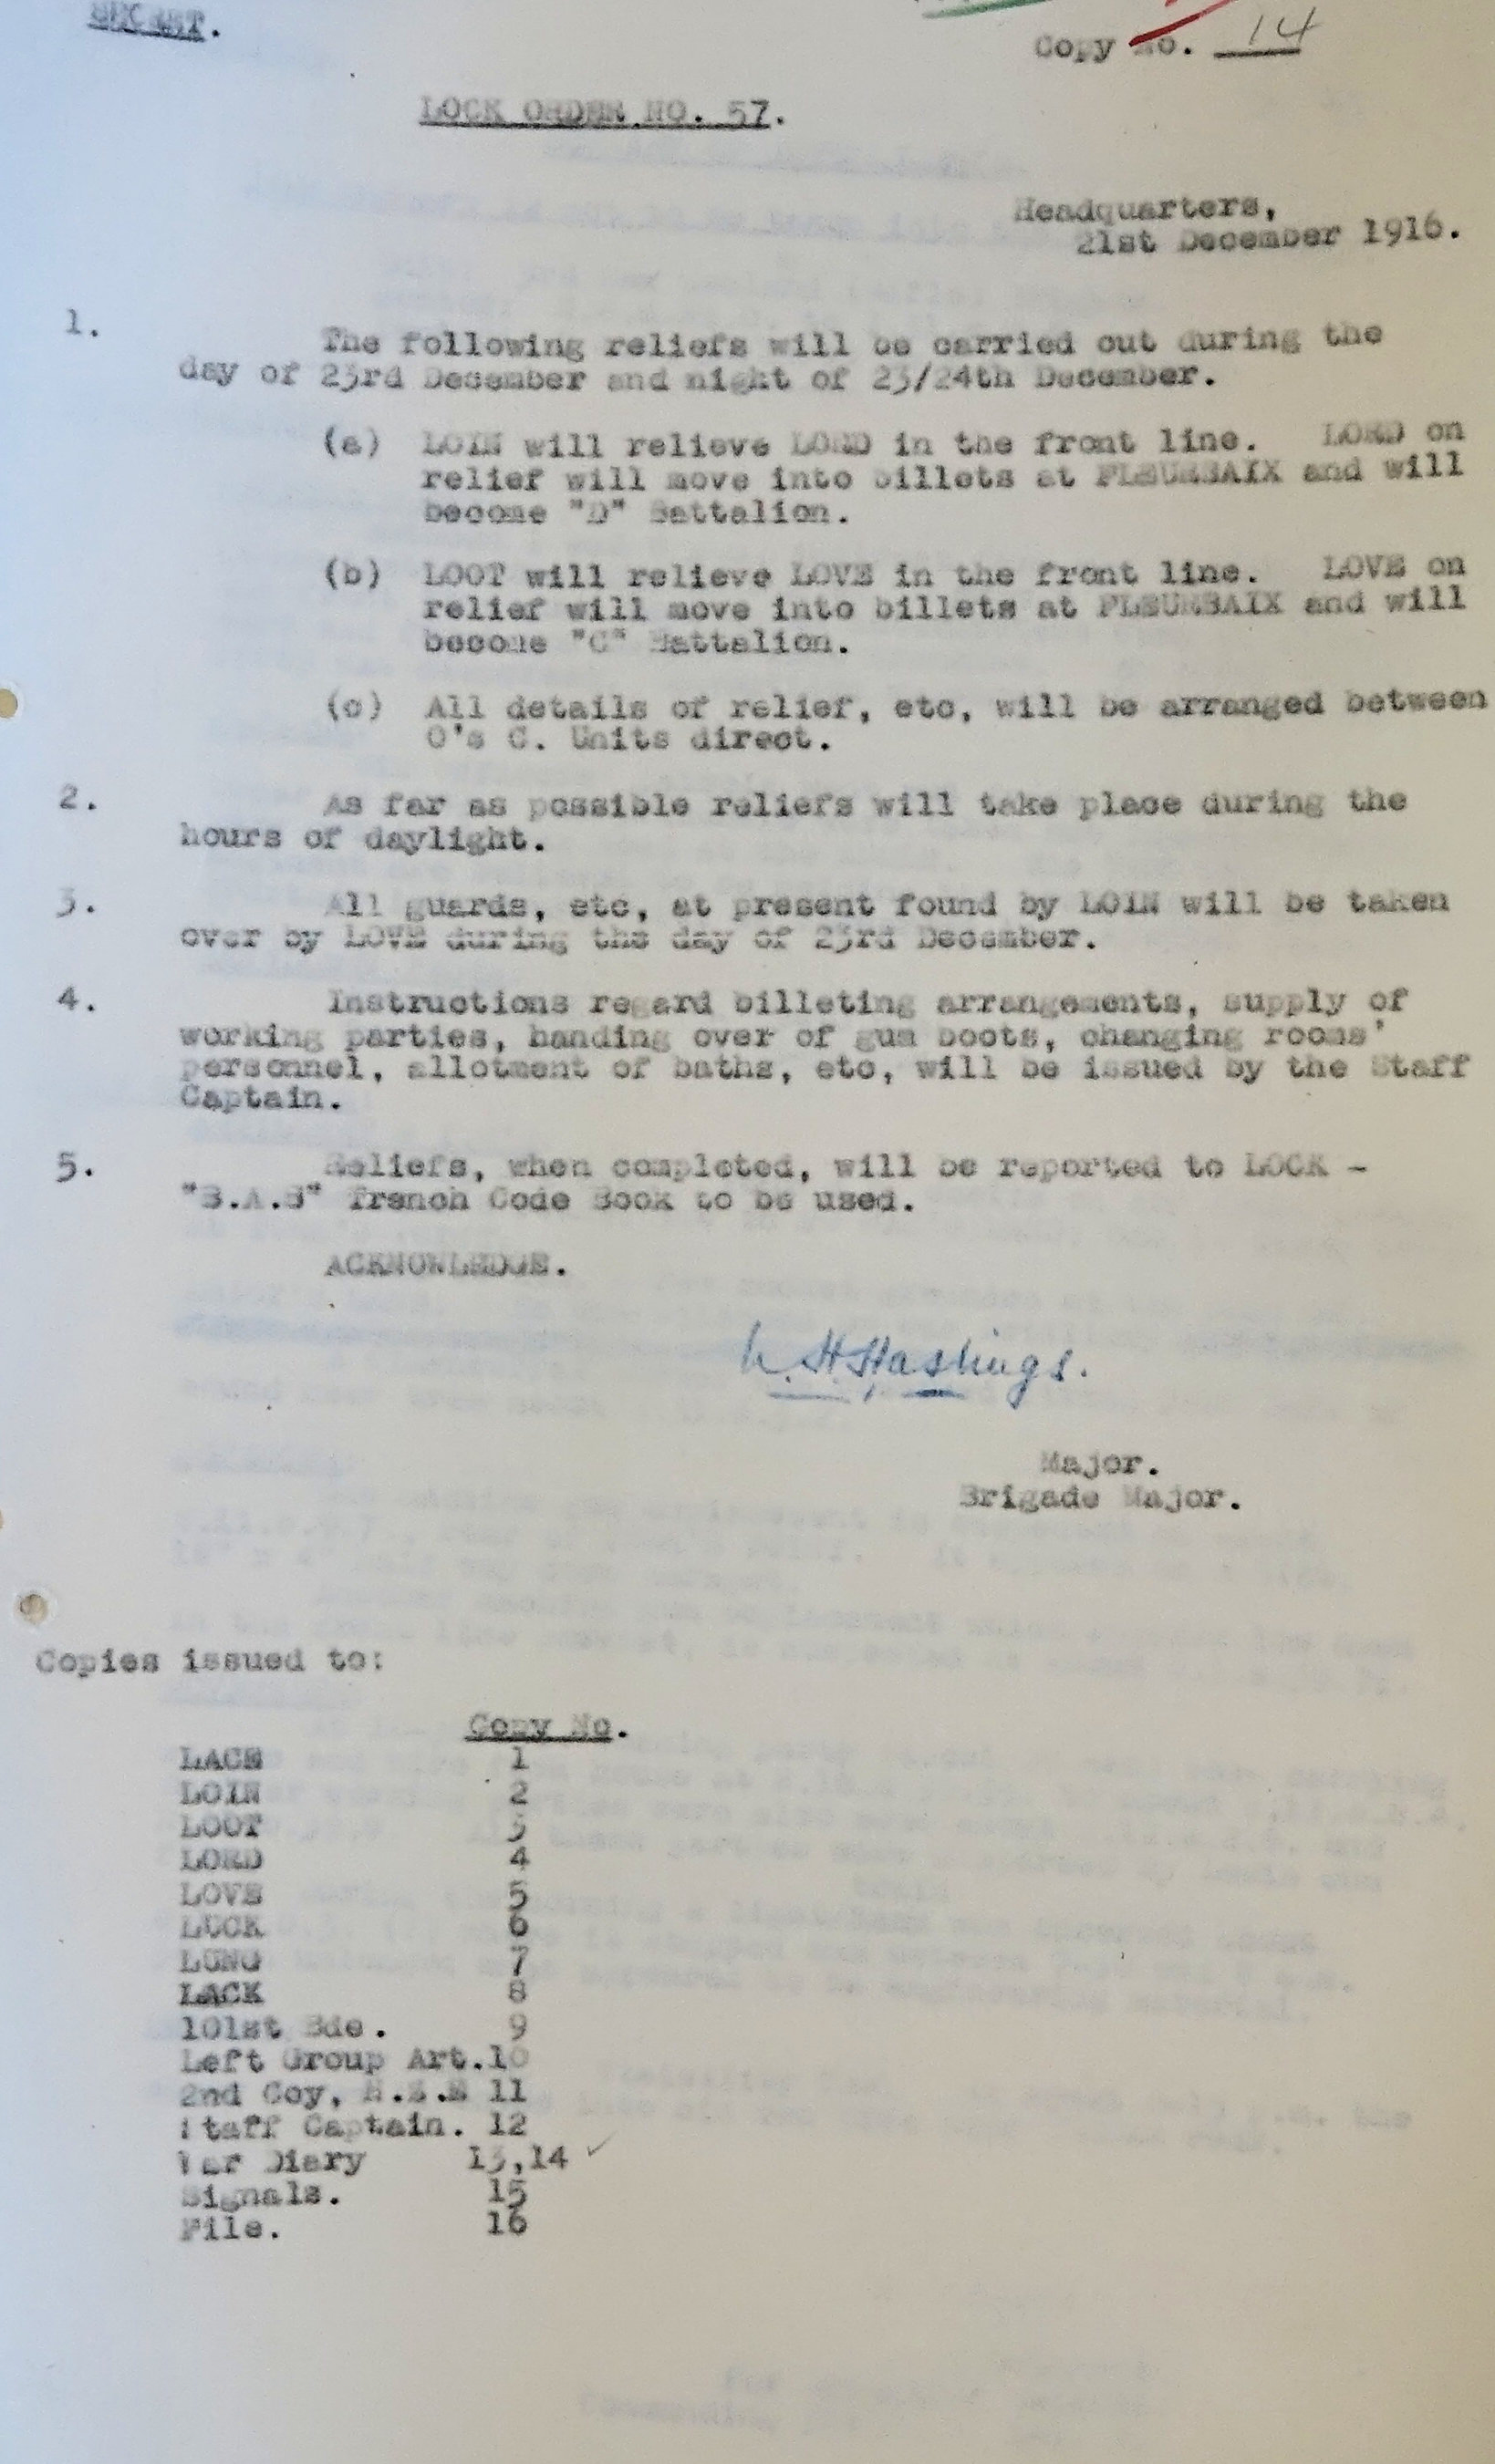 SECRET.
Copy No. 14
LOCK ORDER NO. 57.
Headquarters,
21st December 1916.
1.
The following reliefs will be carried out during the
day of 23rd December and night of 23/24th December.
(a) LOIN will relieve LORD in the front line. LORD on
relief will move into billets at FLEURBAIX and will
become "D" Battalion.
(b) LOOT will relieve LOVE in the front line. LOVE on
relief will move into billets at FLEURBAIX and will
become "C" Battalion.
(c) All details of relief, etc, will be arranged between
O's C. Units direct.
2. As far as possible reliefs will take place during the
hours of daylight.
3. All guards, etc, at present found by LOIN will be taken
over by LOVE during the day of 23rd December.
4. Instructions regard billeting arrangements, supply of
working parties, handing over of gum boots, changing rooms'
personnel, allotment of baths, etc, will be issued by the Staff
Captain.
5. Reliefs, when completed, will be reported to LOCK -
"B.A.B" Trench Code Book to be used.
ACKNOWLEDGE.
W.H.Hastings.
Major.
Brigade Major.
Copies issued to:
Copy No.
LACE 1
LOIN 2
LOOT 3
LORD 4
LOVE 5
LUCK 6
LUNG 7
LACK 8
101st Bde. 9
Left Group Art.10
2nd Coy, N.Z.E 11
Staff Captain. 12
War Diary 13,14 ✓
Signals. 15
File. 16